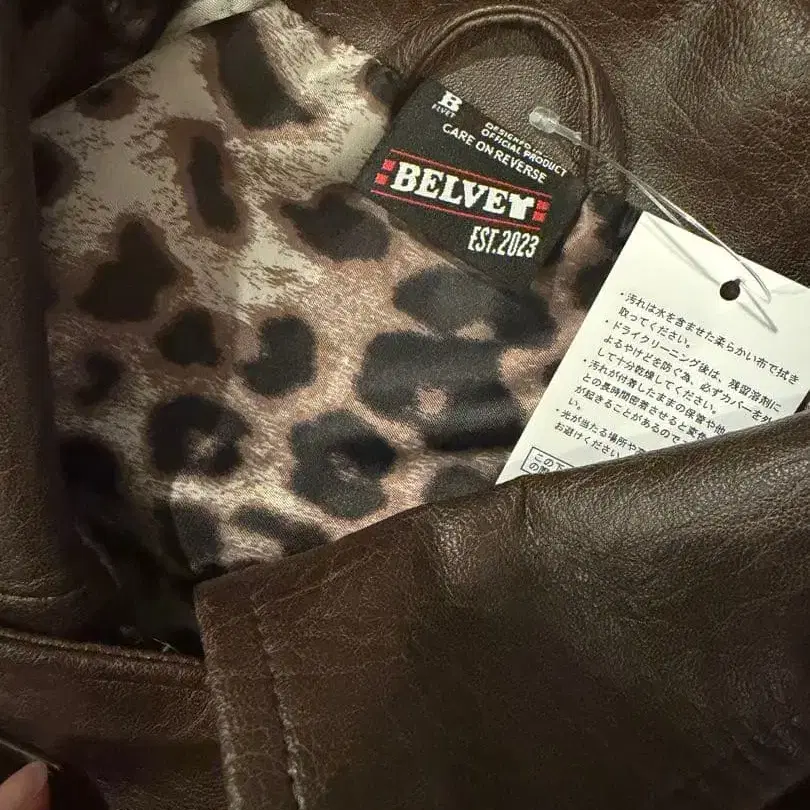 B
ELVET
DESIGNED IN
OFFICIAL PRODUCT
CARE ON REVERSE
BELVET
EST.2023
・汚れは水を含ませた柔らかい布で拭き
取ってください。
・ドライクリーニング後は、残留溶剤に
よるやけどを防ぐ為、必ずカバーを外
して十分乾燥してください。
・汚れが付着したままの保管や他
との長時間密着させると変色
が起きることがあるので
い。
・光が当たる場所や
お避けください
この下
の